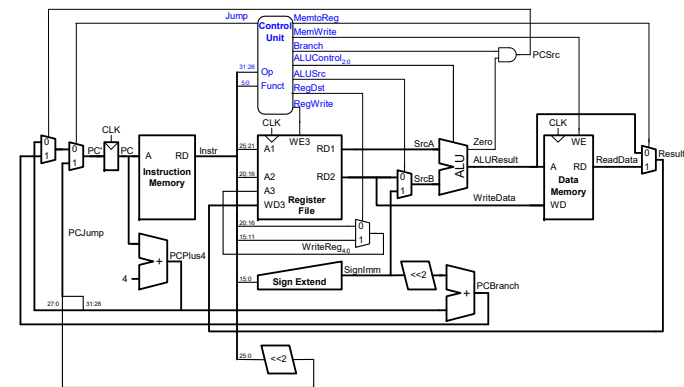 Jump
Control
Unit
MemtoReg
MemWrite
Branch
ALUControl2:0
PCSrc
31:26
Op
ALUSrc
5:0
Funct
RegDst
RegWrite
CLK
CLK
CLK
WE3
WE
0
1
0
1
PC'
PC
A
RD
Instruction
Memory
Instr
25:21
A1
RD1
SrcA
Zero
ALU
ALUResult
A
RD
Data
Memory
WD
ReadData
0
1
Result
20:16
A2
RD2
0
1
SrcB
A3
WD3
Register
File
WriteData
20:16
0
15:11
1
WriteReg4:0
PCJump
PCPlus4
+
4
SignImm
15:0
Sign Extend
<<2
+
PCBranch
27:0
31:28
25:0
<<2